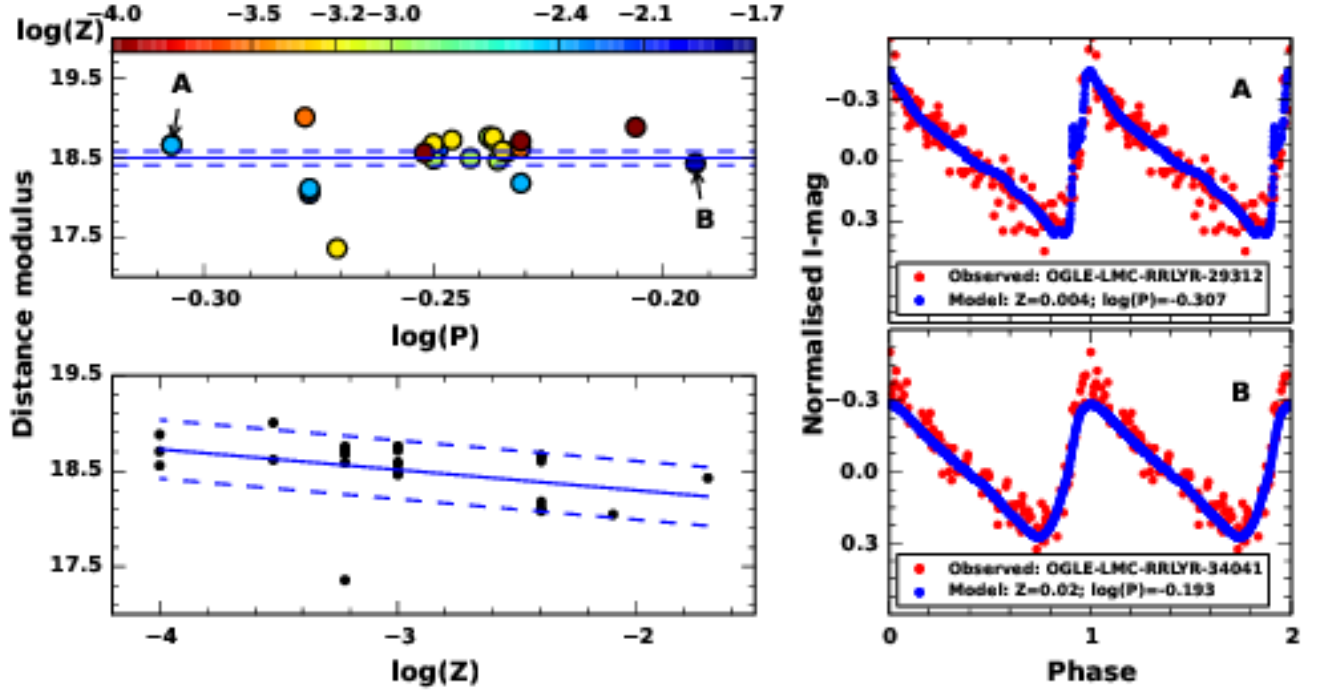 log(Z)
−4.0 −3.5 −3.2 −3.0 −2.4 −2.1 −1.7
19.5
18.5
17.5
A
B
−0.30 −0.25 −0.20
log(P)
Distance modulus
19.5
18.5
17.5
−4 −3 −2
log(Z)
Normalised I-mag
−0.3
0.0
0.3
A
Observed: OGLE-LMC-RRLYR-29312
Model: Z=0.004; log(P)=-0.307
−0.3
0.0
0.3
B
Observed: OGLE-LMC-RRLYR-34041
Model: Z=0.02; log(P)=-0.193
0 1 2
Phase